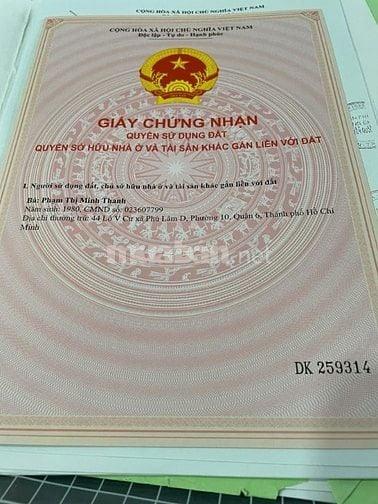 CỘNG HÒA XÃ HỘI CHỦ NGHĨA VIỆT NAM
CỘNG HÒA XÃ HỘI CHỦ NGHĨA VIỆT NAM
Độc lập - Tự do - Hạnh phúc
GIẤY CHỨNG NHẬN
QUYỀN SỬ DỤNG ĐẤT
QUYỀN SỞ HỮU NHÀ Ở VÀ TÀI SẢN KHÁC GẮN LIỀN VỚI ĐẤT
I. Người sử dụng đất, chủ sở hữu nhà ở và tài sản khác gắn liền với đất
Bà: Phạm Thị Minh Thanh
Năm sinh: 1980, CMND số: 023607799
Địa chỉ thường trú: 44 Lô V Cư xá Phú Lâm D, Phường 10, Quận 6, Thành phố Hồ Chí
Minh
DK 259314